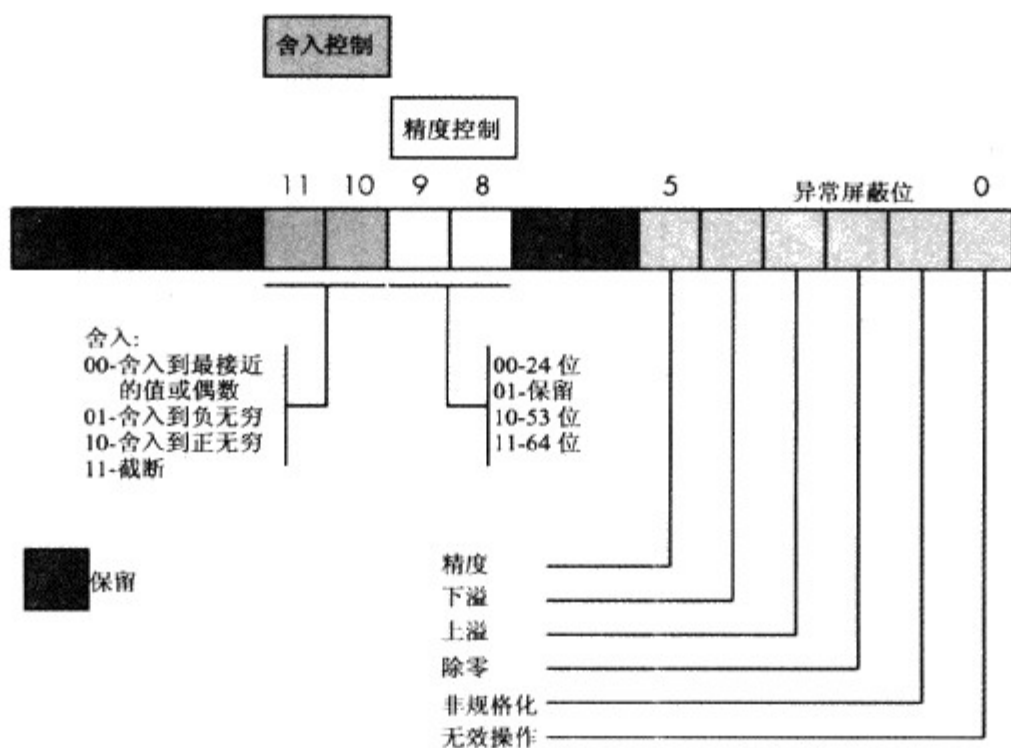 舍入控制
精度控制
11 10 9 8 5 异常屏蔽位 0
舍入:
00-舍入到最接近
的值或偶数
01-舍入到负无穷
10-舍入到正无穷
11-截断
00-24 位
01-保留
10-53 位
11-64 位
保留
精度
下溢
上溢
除零
非规格化
无效操作